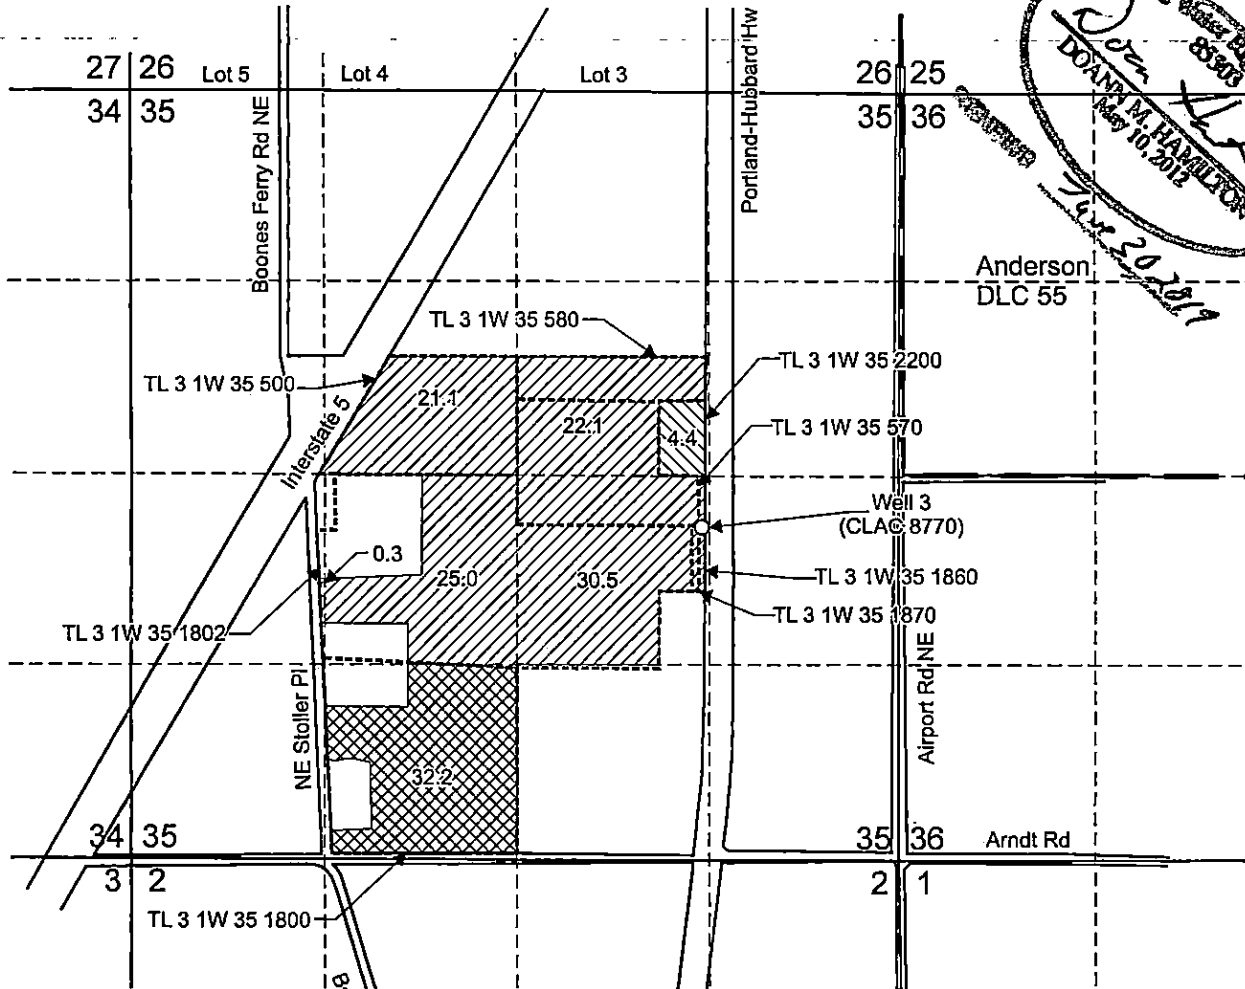 27 26
Lot 5
Lot 4
Lot 3
26 25
34 35
35 36
Boones Ferry Rd NE
Portland-Hubbard Hw
85303
DOANN M. HAMILTON
May 10, 2012
June 30 2019
Anderson
DLC 55
TL 3 1W 35 580
TL 3 1W 35 2200
TL 3 1W 35 500
21.1
22.1
4.4
TL 3 1W 35 570
Interstate 5
Well 3
(CLAC 8770)
0.3
25.0
30.5
TL 3 1W 35 1860
TL 3 1W 35 1870
TL 3 1W 35 1802
NE Stoller Pl
Airport Rd NE
32.2
34 35
35 36
Arndt Rd
3 2
2 1
TL 3 1W 35 1800